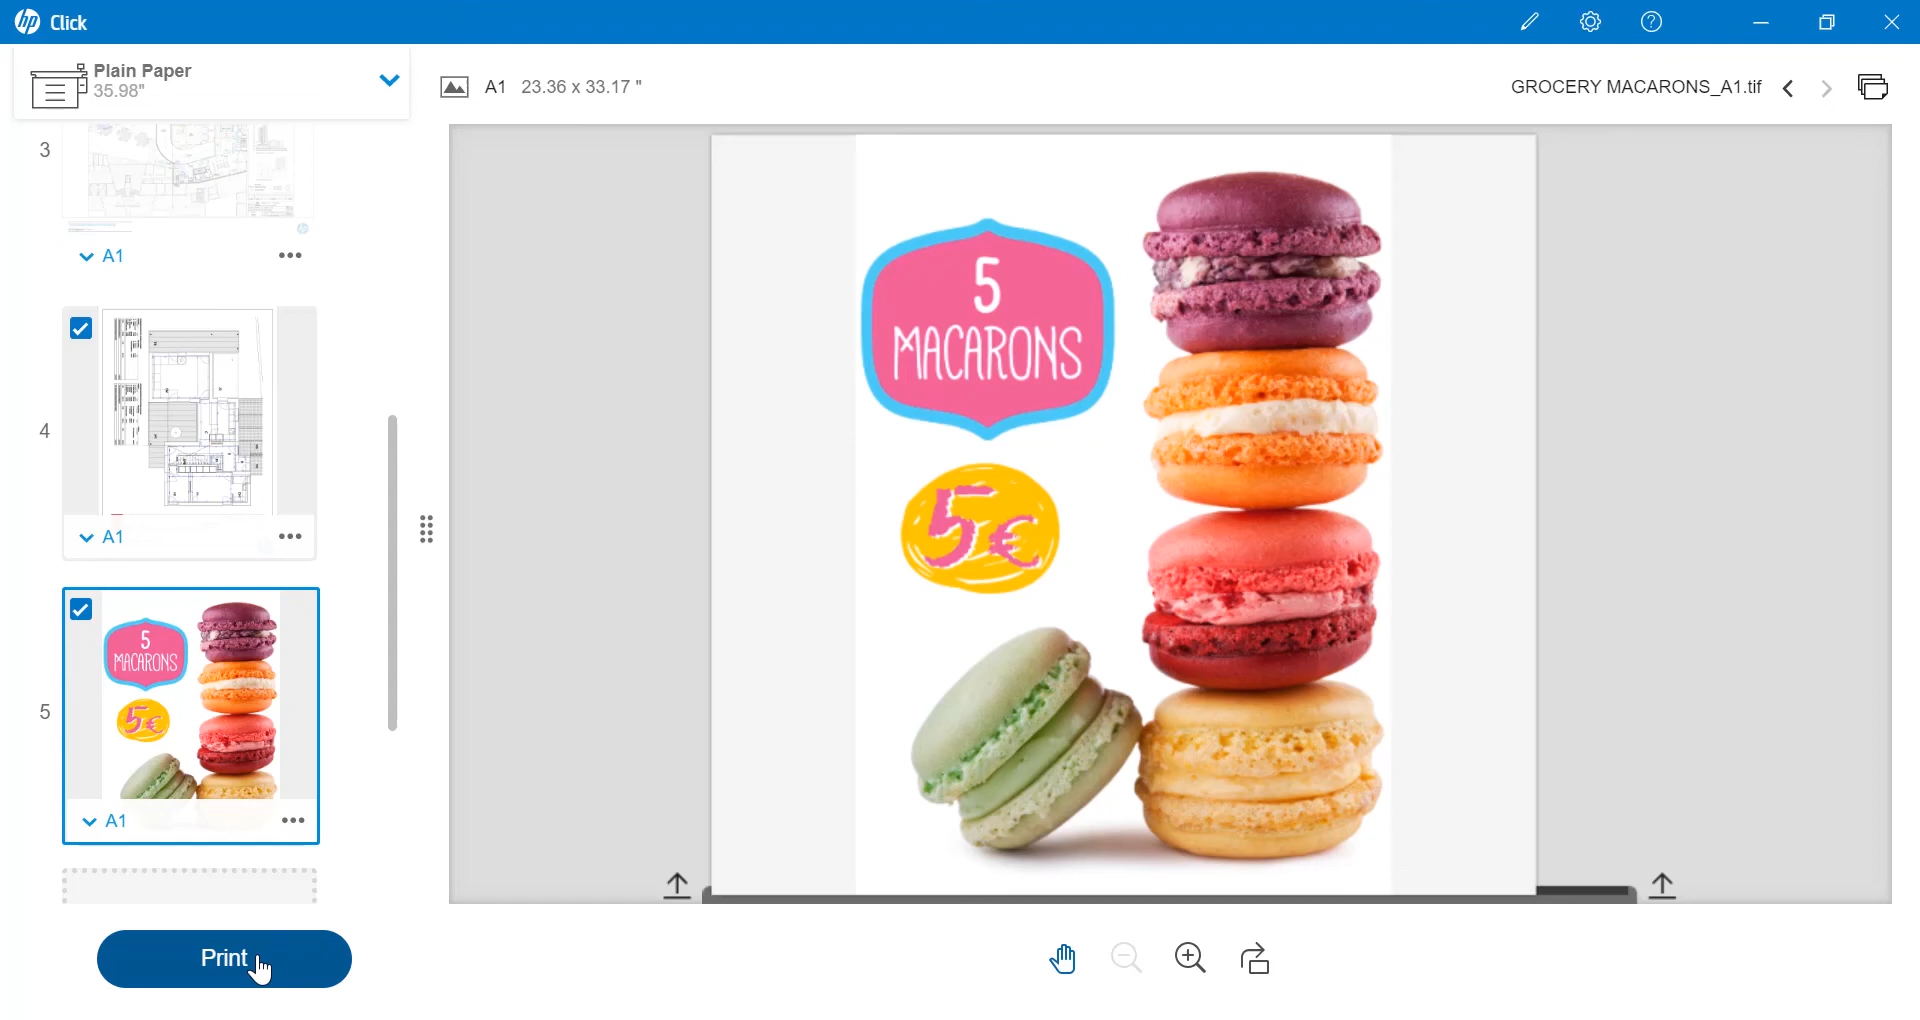 hp Click
Plain Paper
35.98"
A1 23.36 x 33.17 "
GROCERY MACARONS_A1.tif
3
A1
4
A1
5
5
MACARONS
5€
A1
Print
5
MACARONS
5€